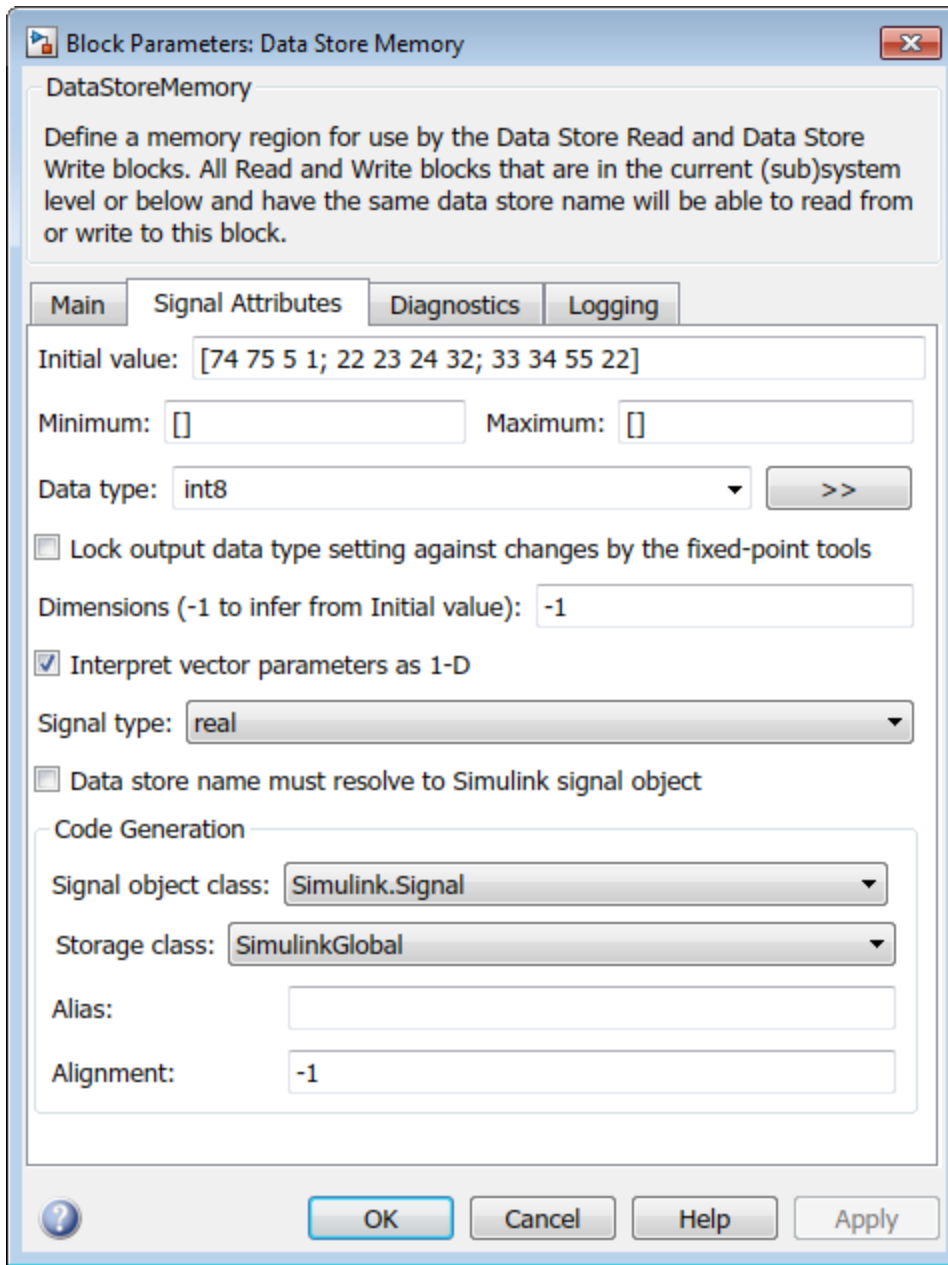 Block Parameters: Data Store Memory
DataStoreMemory
Define a memory region for use by the Data Store Read and Data Store
Write blocks. All Read and Write blocks that are in the current (sub)system
level or below and have the same data store name will be able to read from
or write to this block.
Main Signal Attributes Diagnostics Logging
Initial value: [74 75 5 1; 22 23 24 32; 33 34 55 22]
Minimum: [] Maximum: []
Data type: int8 >>
Lock output data type setting against changes by the fixed-point tools
Dimensions (-1 to infer from Initial value): -1
Interpret vector parameters as 1-D
Signal type: real
Data store name must resolve to Simulink signal object
Code Generation
Signal object class: Simulink.Signal
Storage class: SimulinkGlobal
Alias:
Alignment: -1
? OK Cancel Help Apply